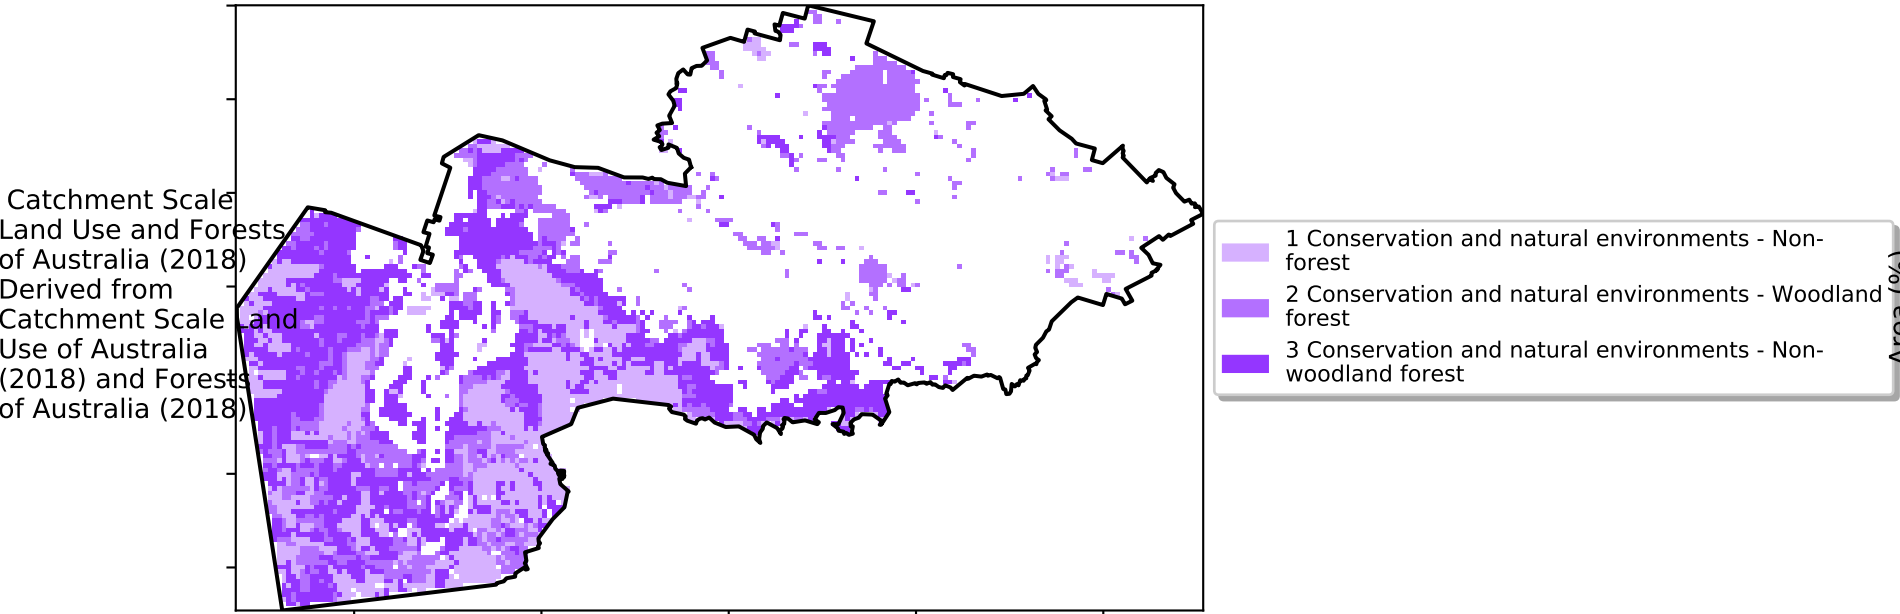 Catchment Scale
Land Use and Forests
of Australia (2018)
Derived from
Catchment Scale Land
Use of Australia
(2018) and Forests
of Australia (2018)
1 Conservation and natural environments - Non-
forest
2 Conservation and natural environments - Woodland
forest
3 Conservation and natural environments - Non-
woodland forest